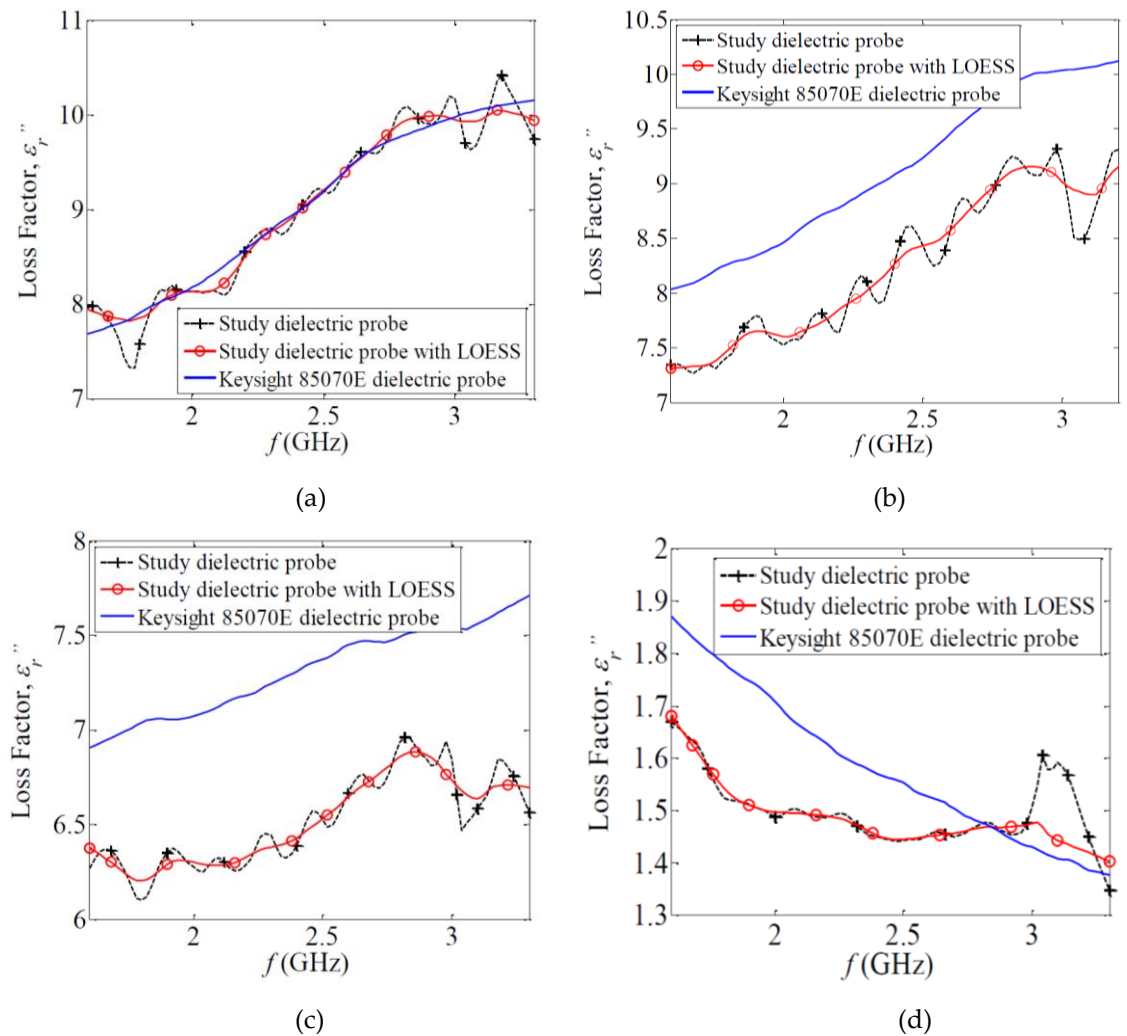 11
10
9
8
7
Loss Factor, εr''
Study dielectric probe
Study dielectric probe with LOESS
Keysight 85070E dielectric probe
2
2.5
3
f (GHz)
(a)
10.5
10
9.5
9
8.5
8
7.5
7
Loss Factor, εr''
Study dielectric probe
Study dielectric probe with LOESS
Keysight 85070E dielectric probe
2
2.5
3
f (GHz)
(b)
8
7.5
7
6.5
6
Loss Factor, εr''
Study dielectric probe
Study dielectric probe with LOESS
Keysight 85070E dielectric probe
2
2.5
3
f (GHz)
(c)
2
1.9
1.8
1.7
1.6
1.5
1.4
1.3
Loss Factor, εr''
Study dielectric probe
Study dielectric probe with LOESS
Keysight 85070E dielectric probe
2
2.5
3
f (GHz)
(d)